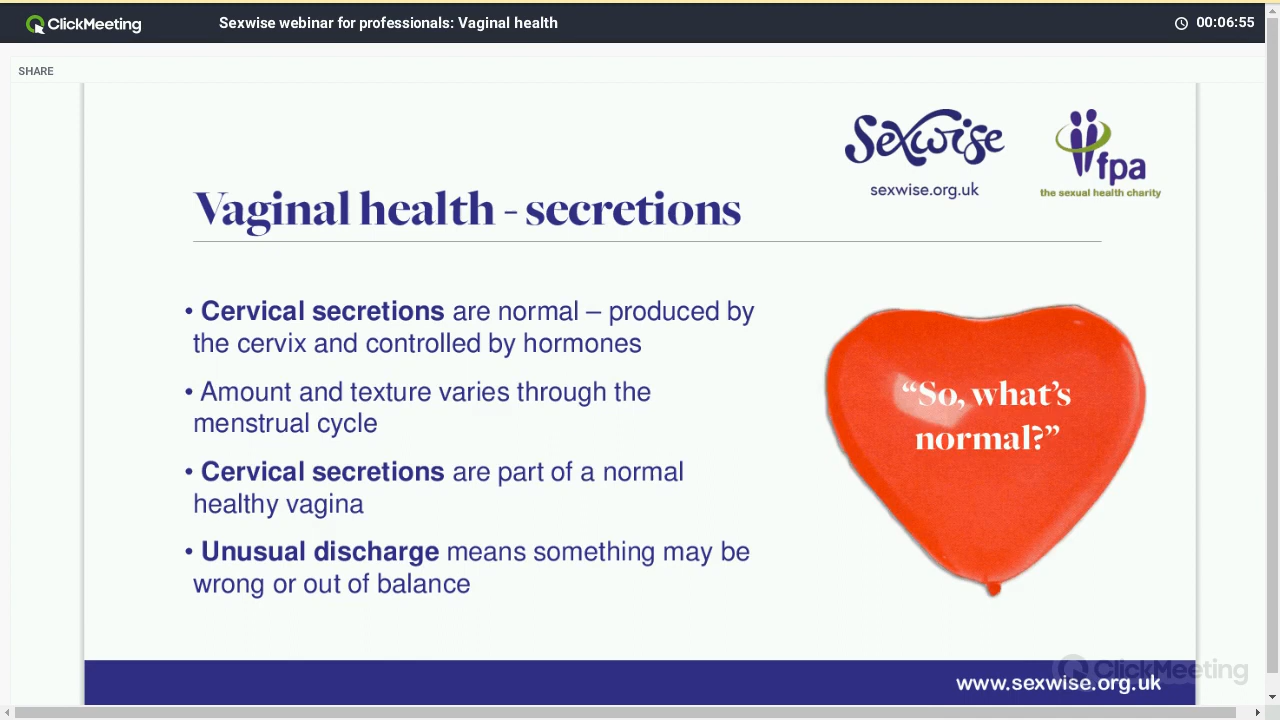 ClickMeeting
Sexwise webinar for professionals: Vaginal health
00:06:55
SHARE
Sexwise
sexwise.org.uk
fpa
the sexual health charity
Vaginal health - secretions
• Cervical secretions are normal – produced by
the cervix and controlled by hormones
• Amount and texture varies through the
menstrual cycle
• Cervical secretions are part of a normal
healthy vagina
• Unusual discharge means something may be
wrong or out of balance
“So, what’s
normal?”
ClickMeeting
www.sexwise.org.uk